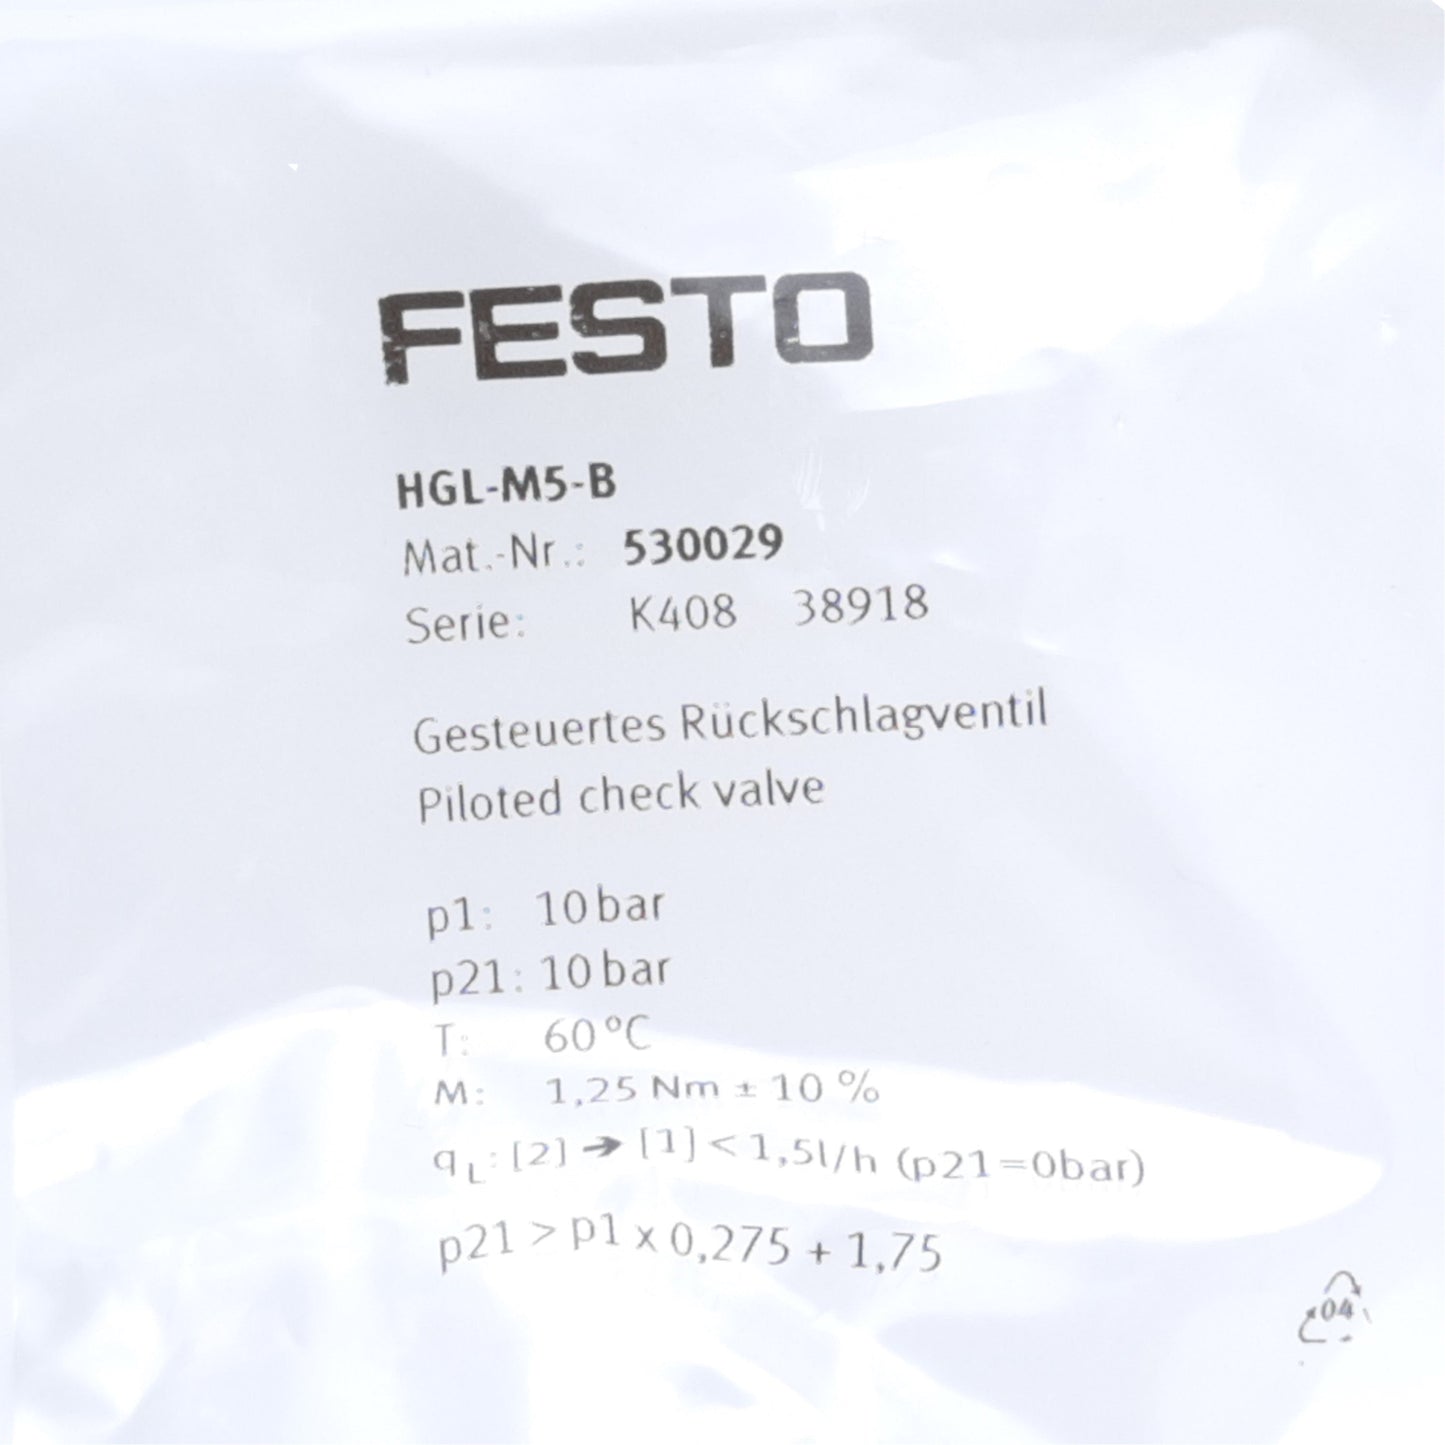 FESTO
HGL-M5-B
Mat.-Nr.: 530029
Serie: K408 38918
Gesteuertes Rückschlagventil
Piloted check valve
p1: 10 bar
p21: 10 bar
T: 60 °C
M: 1,25 Nm ± 10 %
qL: [2] ➔ [1] < 1,5l/h (p21=0bar)
p21 > p1 x 0,275 + 1,75
04